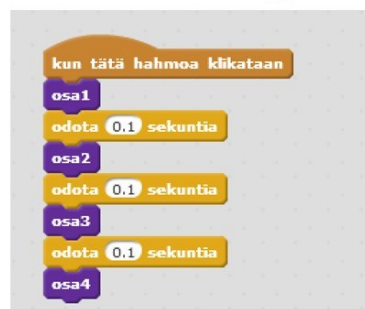 kun tätä hahmoa klikataan
osa1
odota 0.1 sekuntia
osa2
odota 0.1 sekuntia
osa3
odota 0.1 sekuntia
osa4